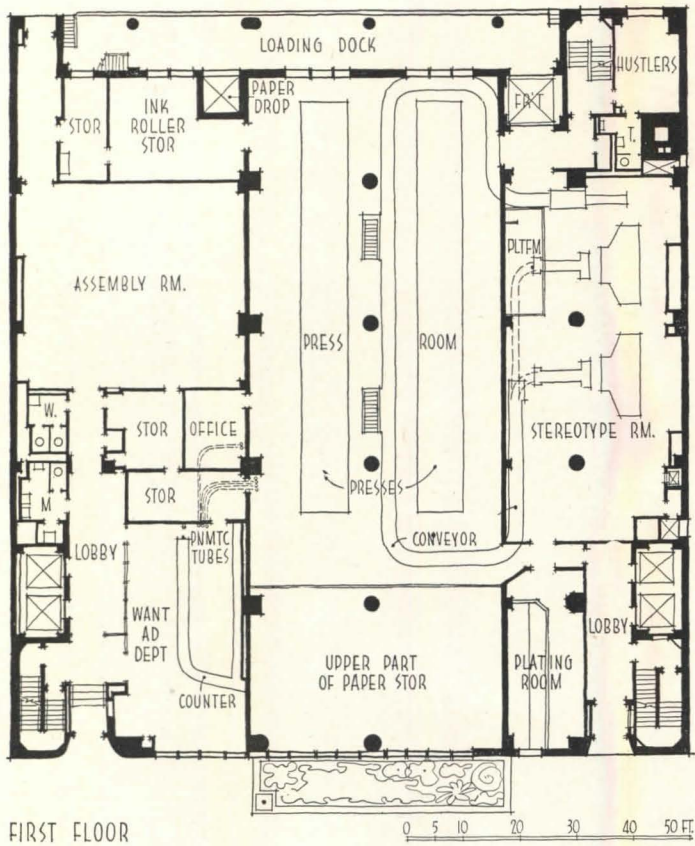 LOADING DOCK
HUSTLERS
PAPER
DROP
FR'T
STOR
INK
ROLLER
STOR
T.
PLTFM
ASSEMBLY RM.
PRESS
ROOM
W.
STOR
OFFICE
STEREOTYPE RM.
M
STOR
PRESSES
PNMTC
TUBES
LOBBY
CONVEYOR
WANT
AD
DEPT
LOBBY
UPPER PART
OF PAPER STOR
PLATING
ROOM
COUNTER
FIRST FLOOR
0 5 10 20 30 40 50 FT.